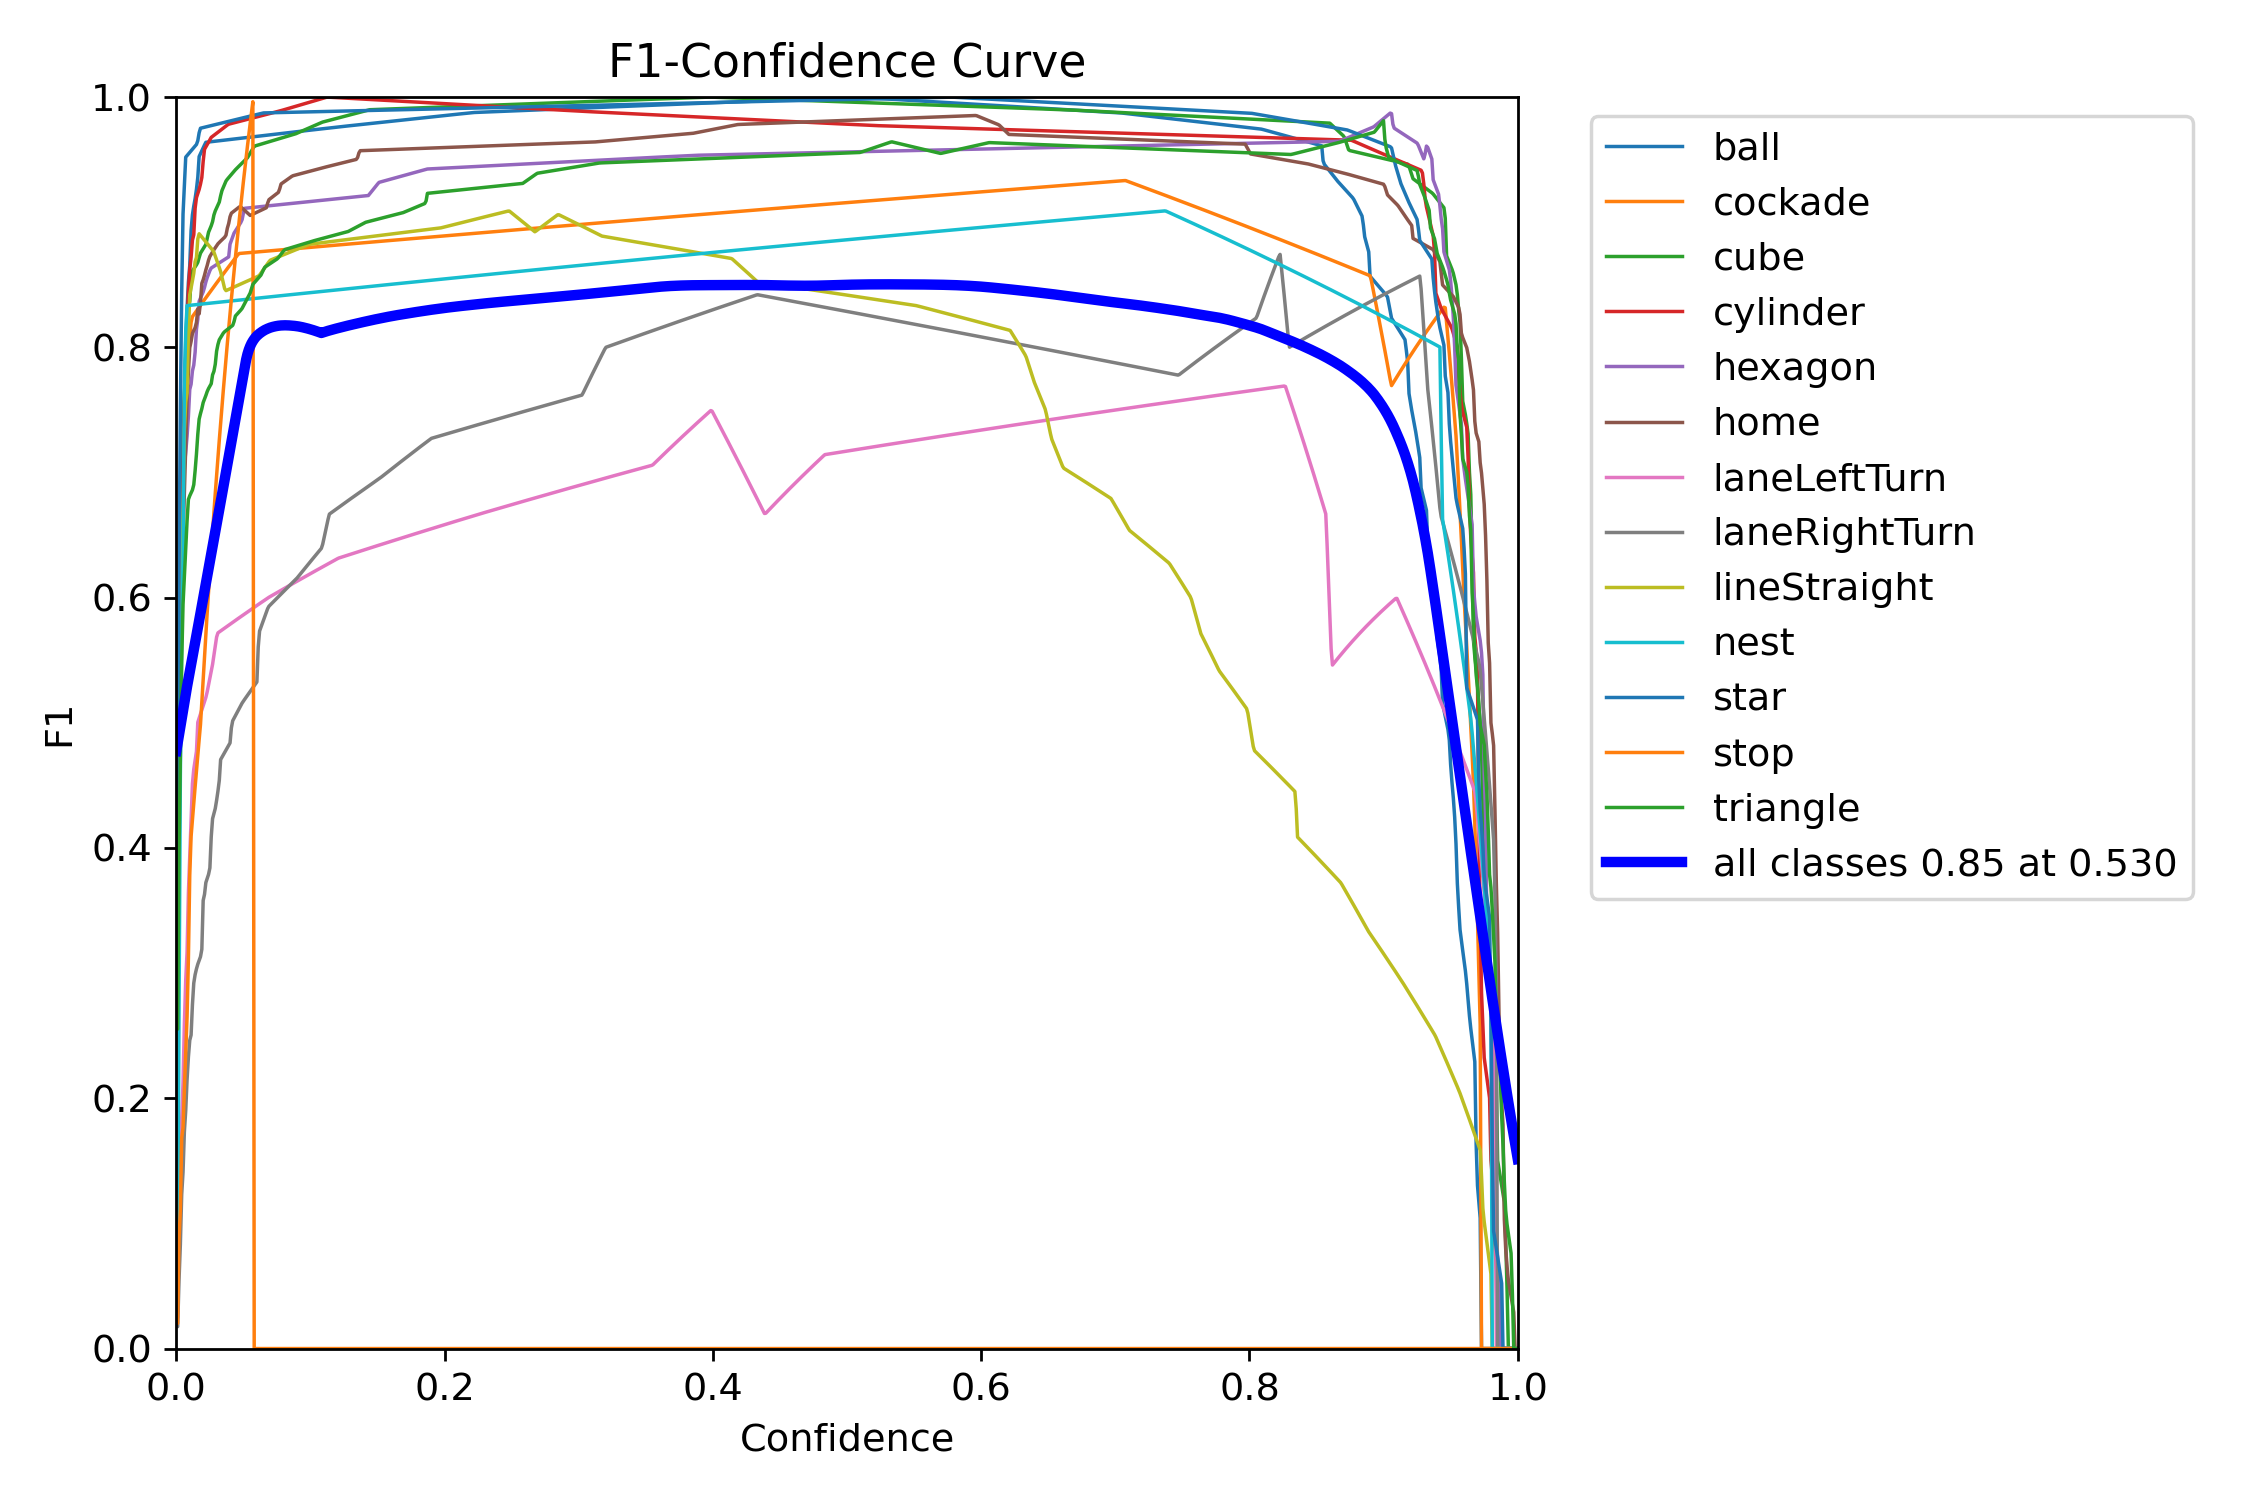 F1-Confidence Curve
1.0
0.8
0.6
0.4
0.2
0.0
F1
0.0 0.2 0.4 0.6 0.8 1.0
Confidence
ball
cockade
cube
cylinder
hexagon
home
laneLeftTurn
laneRightTurn
lineStraight
nest
star
stop
triangle
all classes 0.85 at 0.530